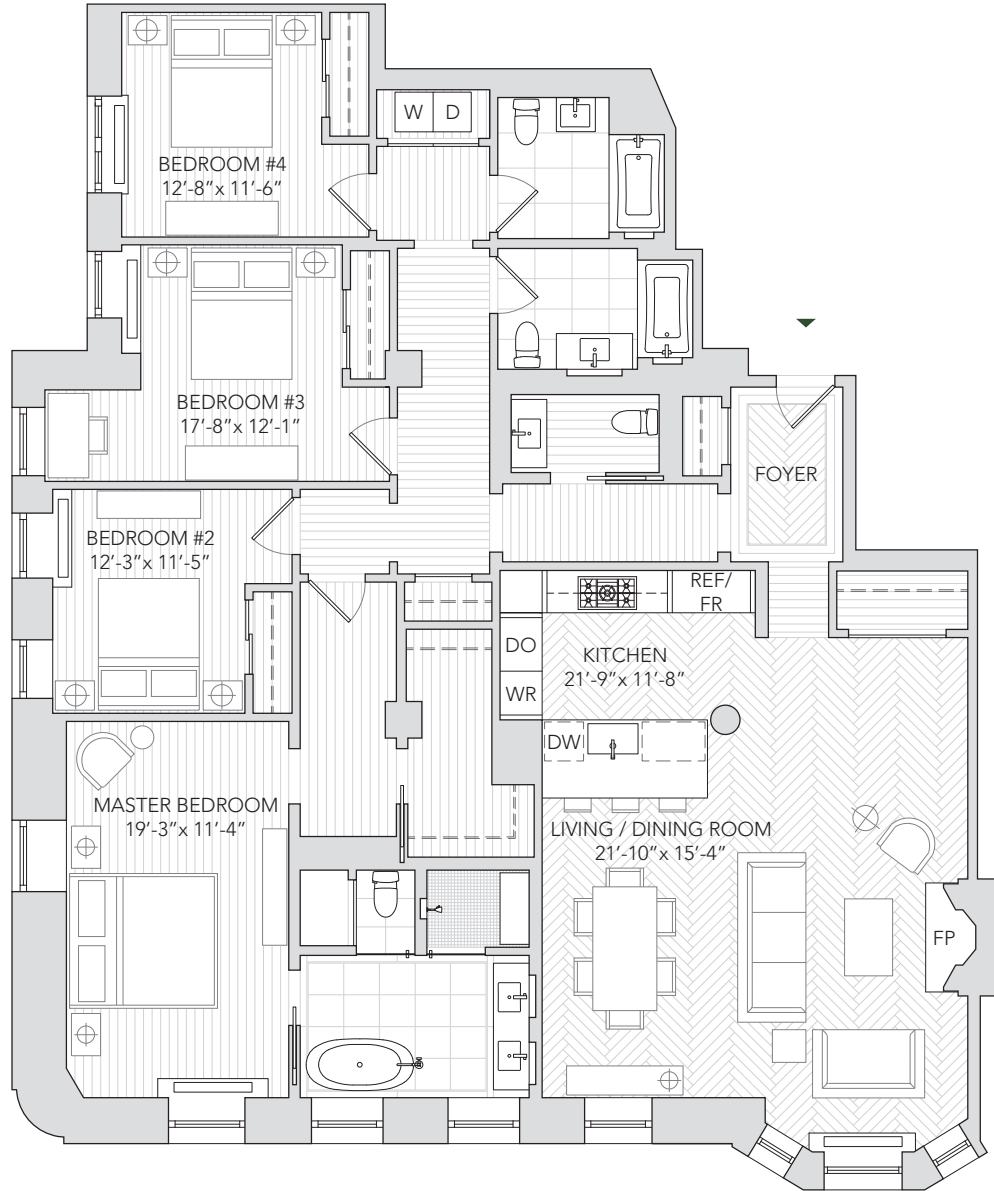 W
D
BEDROOM #4
12'-8”x 11'-6”
BEDROOM #3
17'-8”x 12'-1”
FOYER
BEDROOM #2
12'-3”x 11'-5”
REF/
FR
DO
KITCHEN
21'-9”x 11'-8”
WR
DW
MASTER BEDROOM
19'-3”x 11'-4”
LIVING / DINING ROOM
21'-10”x 15'-4”
FP